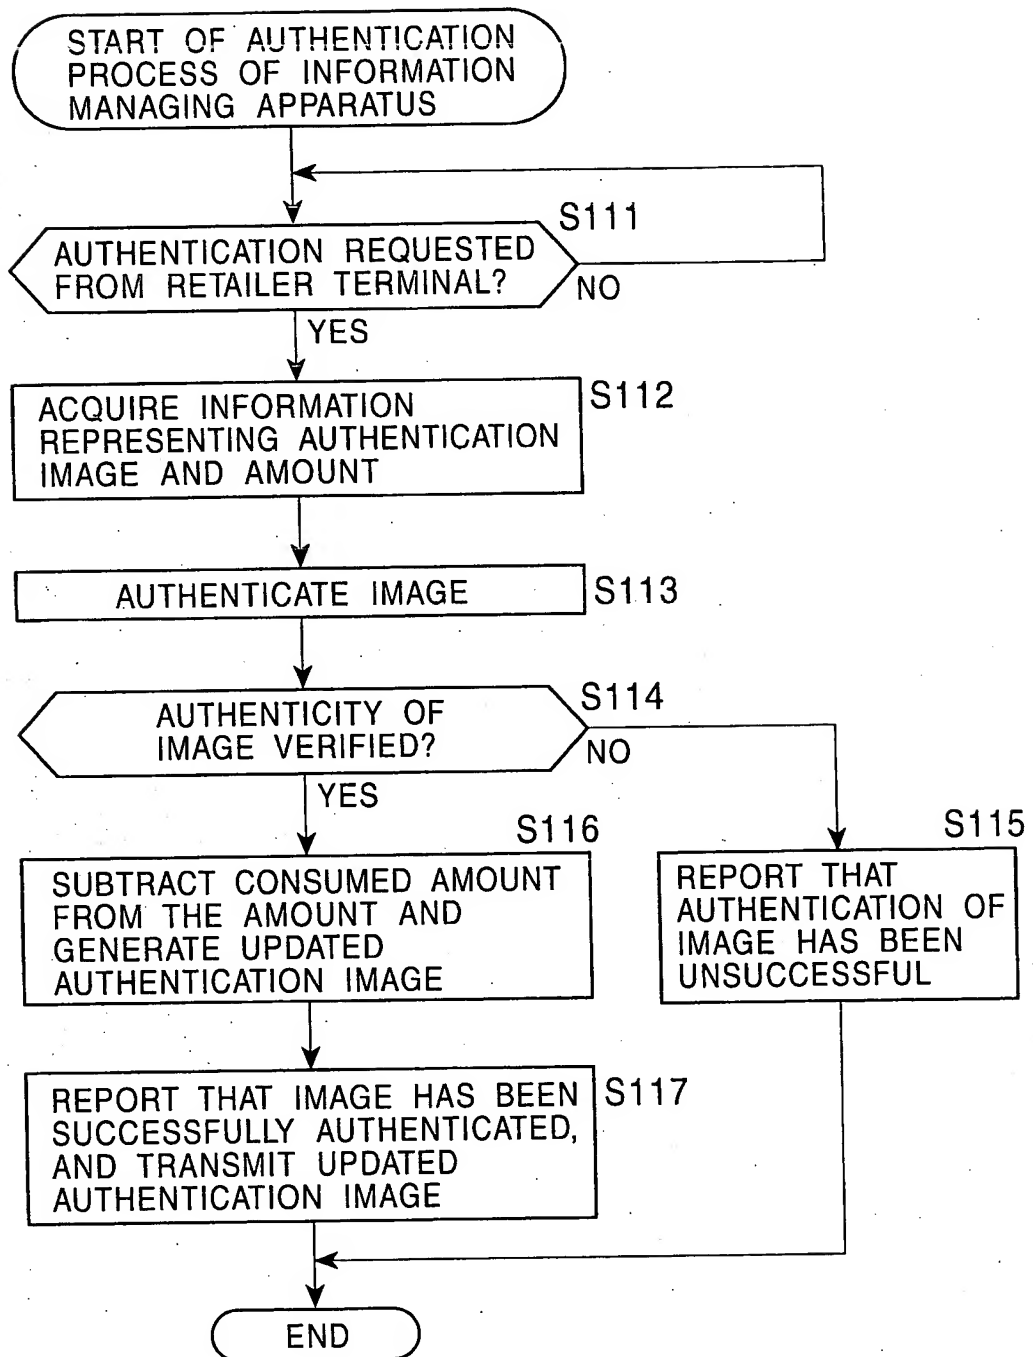 START OF AUTHENTICATION
PROCESS OF INFORMATION
MANAGING APPARATUS
S111
AUTHENTICATION REQUESTED
FROM RETAILER TERMINAL?
NO
YES
S112
ACQUIRE INFORMATION
REPRESENTING AUTHENTICATION
IMAGE AND AMOUNT
AUTHENTICATE IMAGE
S113
S114
AUTHENTICITY OF
IMAGE VERIFIED?
NO
YES
S116
SUBTRACT CONSUMED AMOUNT
FROM THE AMOUNT AND
GENERATE UPDATED
AUTHENTICATION IMAGE
S115
REPORT THAT
AUTHENTICATION OF
IMAGE HAS BEEN
UNSUCCESSFUL
REPORT THAT IMAGE HAS BEEN
SUCCESSFULLY AUTHENTICATED,
AND TRANSMIT UPDATED
AUTHENTICATION IMAGE
S117
END